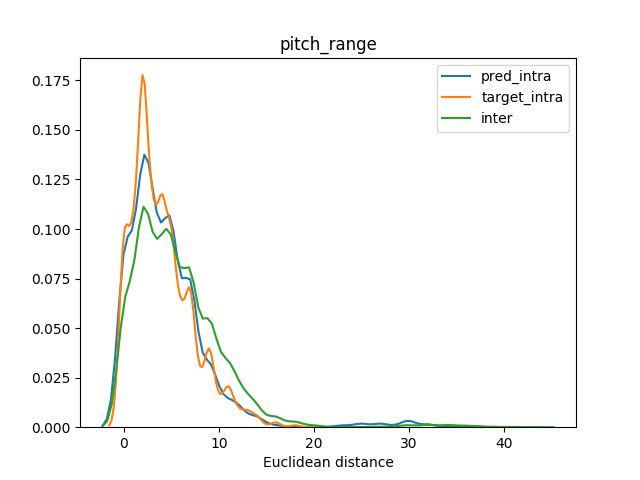 pitch_range
pred_intra
target_intra
inter
0.175
0.150
0.125
0.100
0.075
0.050
0.025
0.000
0 10 20 30 40
Euclidean distance